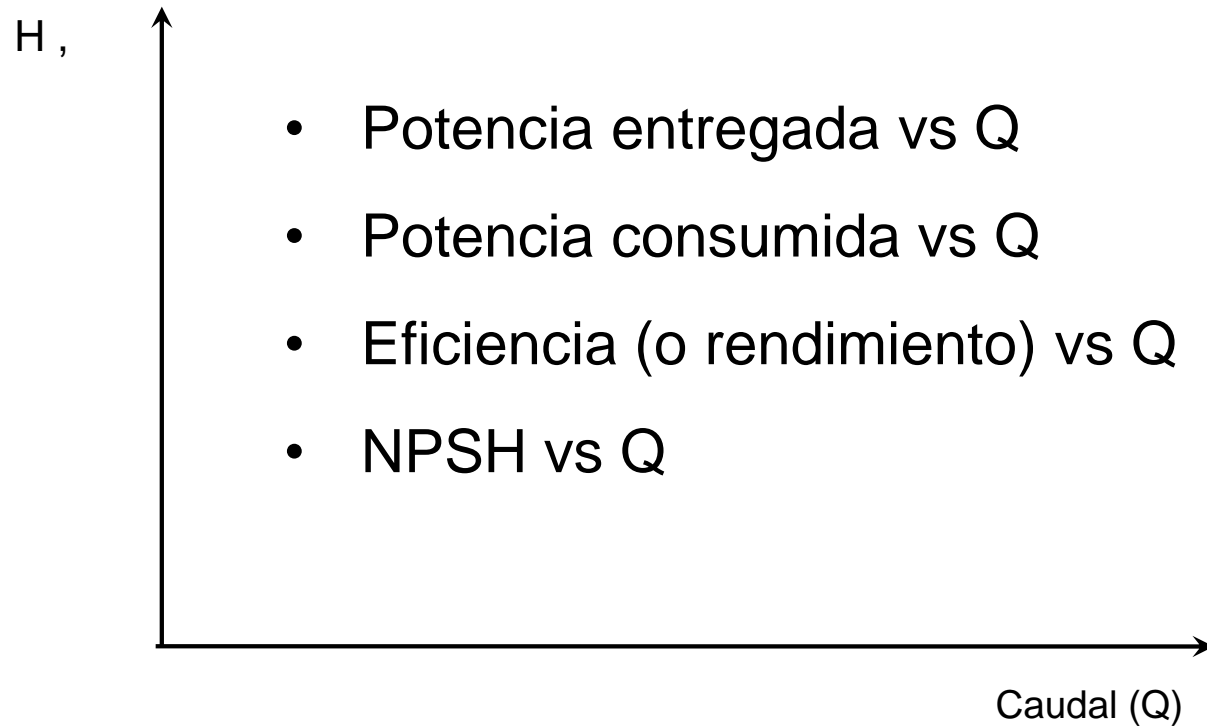 H ,
• Potencia entregada vs Q
• Potencia consumida vs Q
• Eficiencia (o rendimiento) vs Q
• NPSH vs Q
Caudal (Q)